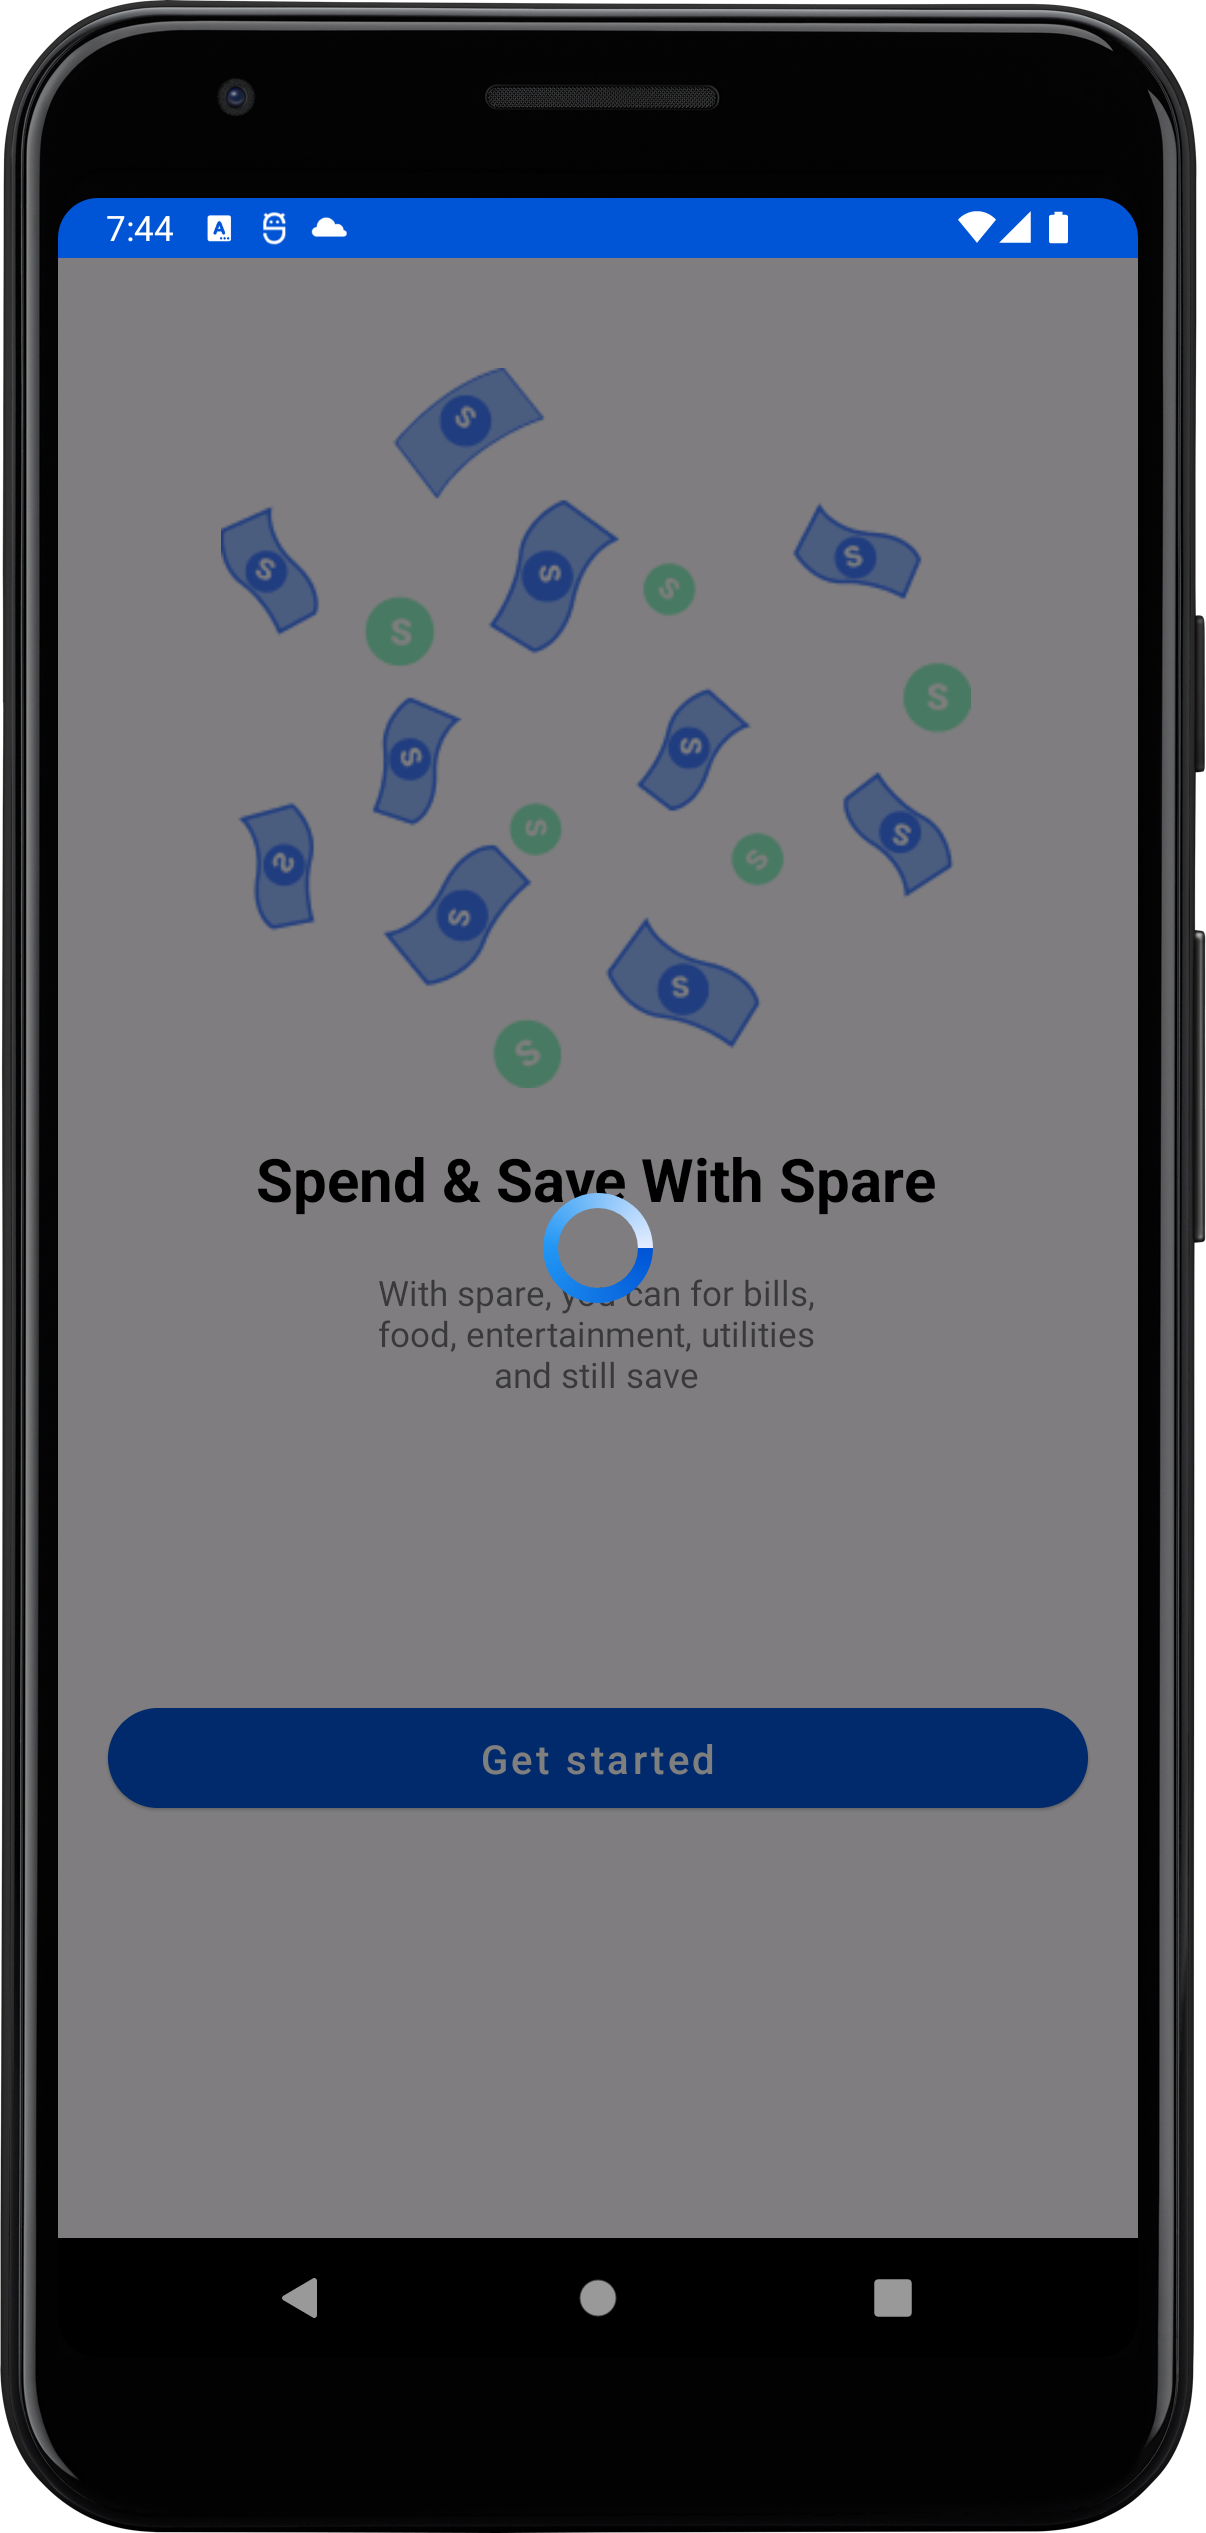 7:44
Spend & Save With Spare
With spare, you can for bills,
food, entertainment, utilities
and still save
Get started